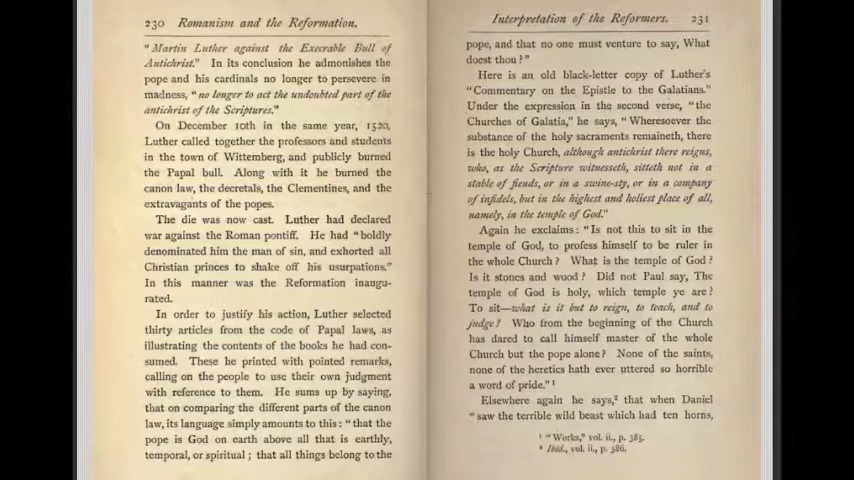 230 Romanism and the Reformation.
"Martin Luther against the Execrable Bull of
Antichrist." In its conclusion he admonishes the
pope and his cardinals no longer to persevere in
madness, "no longer to act the undoubted part of the
antichrist of the Scriptures."
On December 10th in the same year, 1520,
Luther called together the professors and students
in the town of Wittemberg, and publicly burned
the Papal bull. Along with it he burned the
canon law, the decretals, the Clementines, and the
extravagants of the popes.
The die was now cast. Luther had declared
war against the Roman pontiff. He had "boldly
denominated him the man of sin, and exhorted all
Christian princes to shake off his usurpations."
In this manner was the Reformation inaugu-
rated.
In order to justify his action, Luther selected
thirty articles from the code of Papal laws, as
illustrating the contents of the books he had con-
sumed. These he printed with pointed remarks,
calling on the people to use their own judgment
with reference to them. He sums up by saying,
that on comparing the different parts of the canon
law, its language simply amounts to this: "that the
pope is God on earth above all that is earthly,
temporal, or spiritual; that all things belong to the
Interpretation of the Reformers. 231
pope, and that no one must venture to say, What
doest thou?"
Here is an old black-letter copy of Luther's
"Commentary on the Epistle to the Galatians."
Under the expression in the second verse, "the
Churches of Galatia," he says, "Wheresoever the
substance of the holy sacraments remaineth, there
is the holy Church, although antichrist there reigns,
who, as the Scripture witnesseth, sitteth not in a
stable of fiends, or in a swine-sty, or in a company
of infidels, but in the highest and holiest place of all,
namely, in the temple of God."
Again he exclaims: "Is not this to sit in the
temple of God, to profess himself to be ruler in
the whole Church? What is the temple of God?
Is it stones and wood? Did not Paul say, The
temple of God is holy, which temple ye are?
To sit—what is it but to reign, to teach, and to
judge? Who from the beginning of the Church
has dared to call himself master of the whole
Church but the pope alone? None of the saints,
none of the heretics hath ever uttered so horrible
a word of pride."¹
Elsewhere again he says,² that when Daniel
"saw the terrible wild beast which had ten horns,
¹ "Works," vol. ii., p. 385.
² Ibid., vol. ii., p. 386.